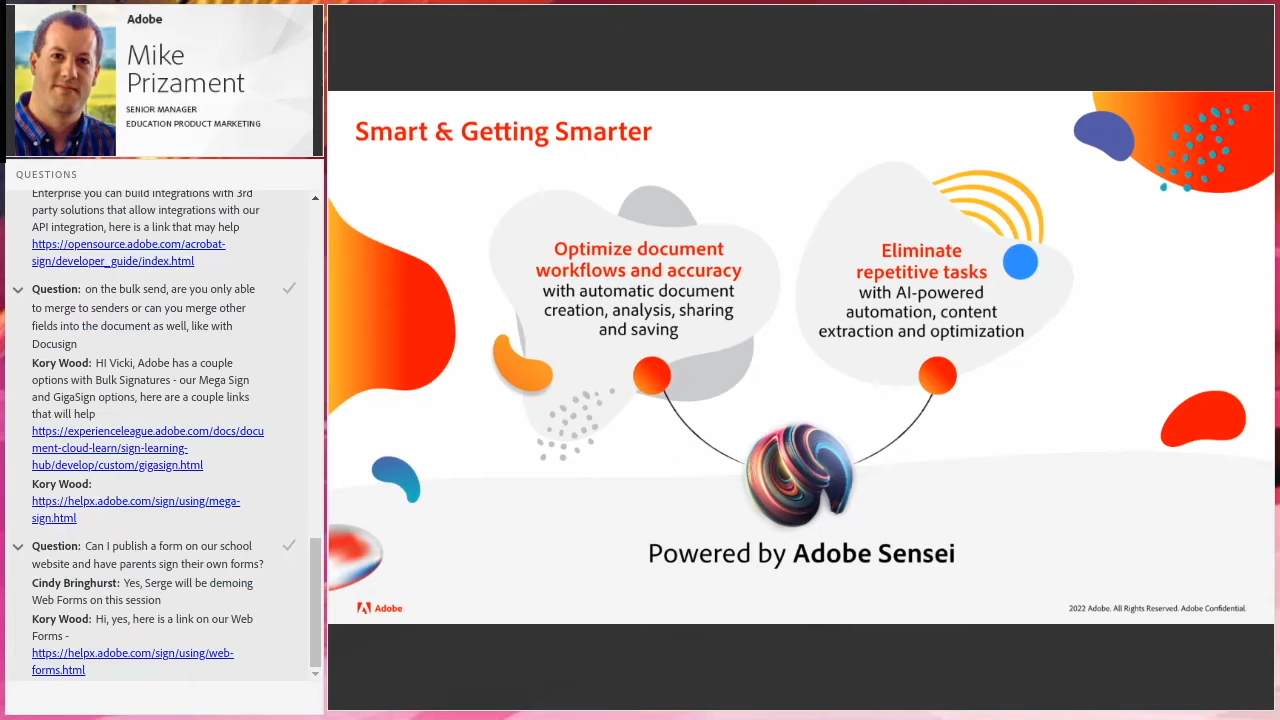 Adobe
Mike
Prizament
SENIOR MANAGER
EDUCATION PRODUCT MARKETING
QUESTIONS
Enterprise you can build integrations with 3rd
party solutions that allow integrations with our
API integration, here is a link that may help
https://opensource.adobe.com/acrobat-
sign/developer_guide/index.html
Question: on the bulk send, are you only able
to merge to senders or can you merge other
fields into the document as well, like with
Docusign
Kory Wood: HI Vicki, Adobe has a couple
options with Bulk Signatures - our Mega Sign
and GigaSign options, here are a couple links
that will help
https://experienceleague.adobe.com/docs/docu
ment-cloud-learn/sign-learning-
hub/develop/custom/gigasign.html
Kory Wood:
https://helpx.adobe.com/sign/using/mega-
sign.html
Question: Can I publish a form on our school
website and have parents sign their own forms?
Cindy Bringhurst: Yes, Serge will be demoing
Web Forms on this session
Kory Wood: Hi, yes, here is a link on our Web
Forms -
https://helpx.adobe.com/sign/using/web-
forms.html
Smart & Getting Smarter
Optimize document
workflows and accuracy
with automatic document
creation, analysis, sharing
and saving
Eliminate
repetitive tasks
with AI-powered
automation, content
extraction and optimization
Powered by Adobe Sensei
Adobe
2022 Adobe. All Rights Reserved. Adobe Confidential.